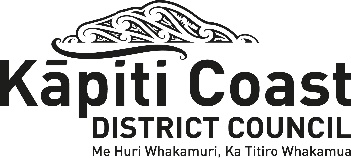 Kāpiti Coast
DISTRICT COUNCIL
Me Huri Whakamuri, Ka Titiro Whakamua